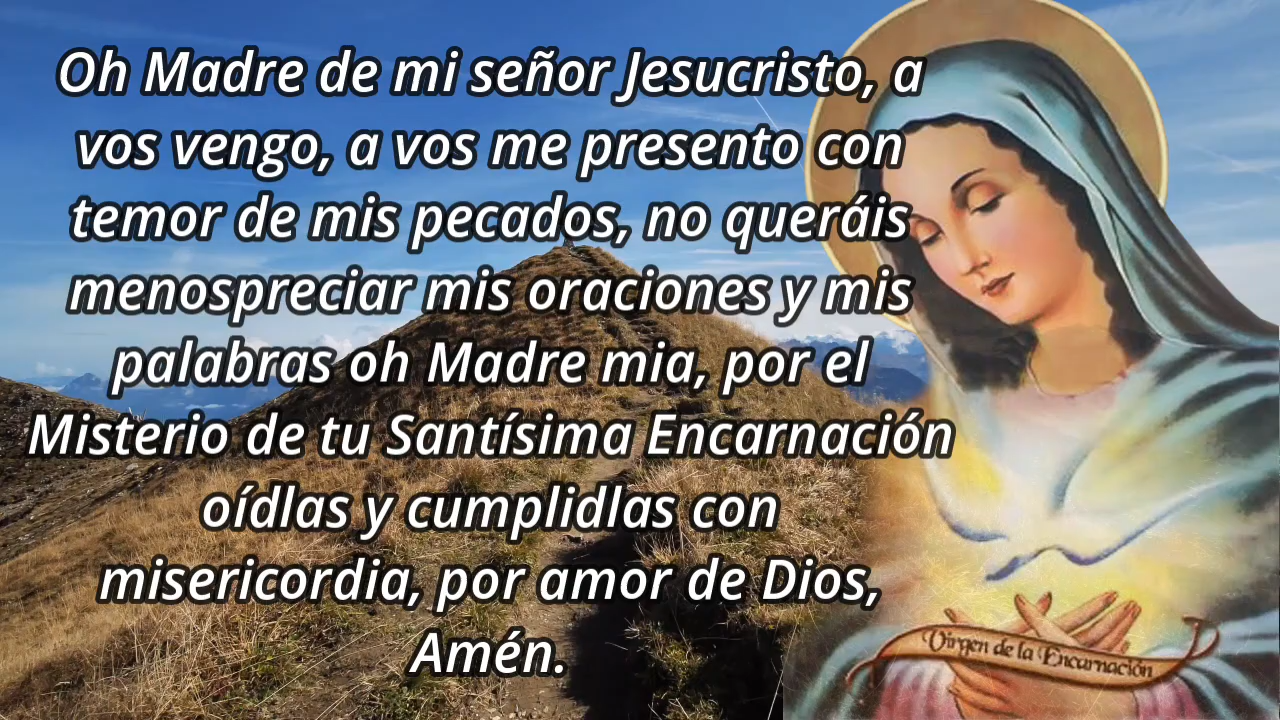 Oh Madre de mi señor Jesucristo, a
vos vengo, a vos me presento con
temor de mis pecados, no queráis
menospreciar mis oraciones y mis
palabras oh Madre mia, por el
Misterio de tu Santísima Encarnación
oídlas y cumplidlas con
misericordia, por amor de Dios,
Amén.
Virgen de la Encarnación